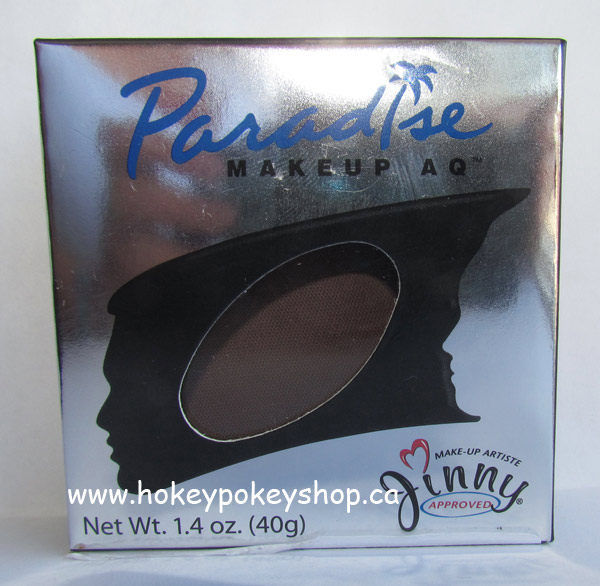 Paradise
MAKEUP AQ™
MAKE-UP ARTISTE
Jinny®
APPROVED
www.hokeypokeyshop.ca
Net Wt. 1.4 oz. (40g)